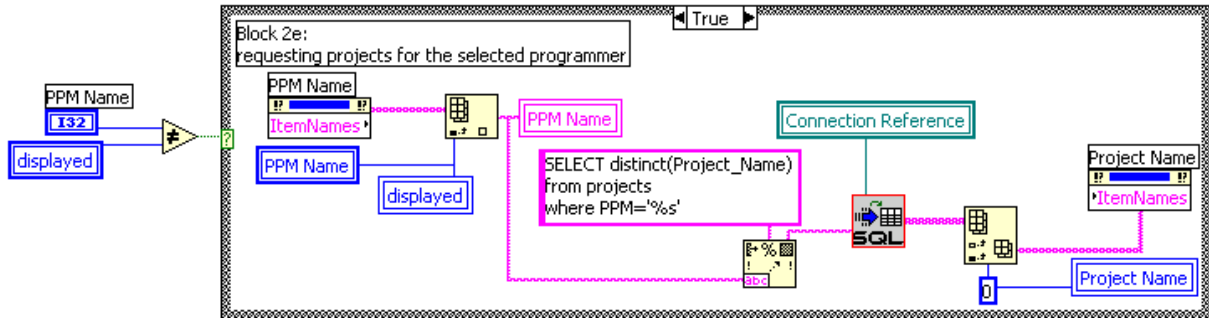 True
Block 2e:
requesting projects for the selected programmer
PPM Name
I32
displayed
?
PPM Name
ItemNames
PPM Name
PPM Name
displayed
SELECT distinct(Project_Name)
from projects
where PPM='%s'
abc
Connection Reference
SQL
Project Name
ItemNames
0
Project Name